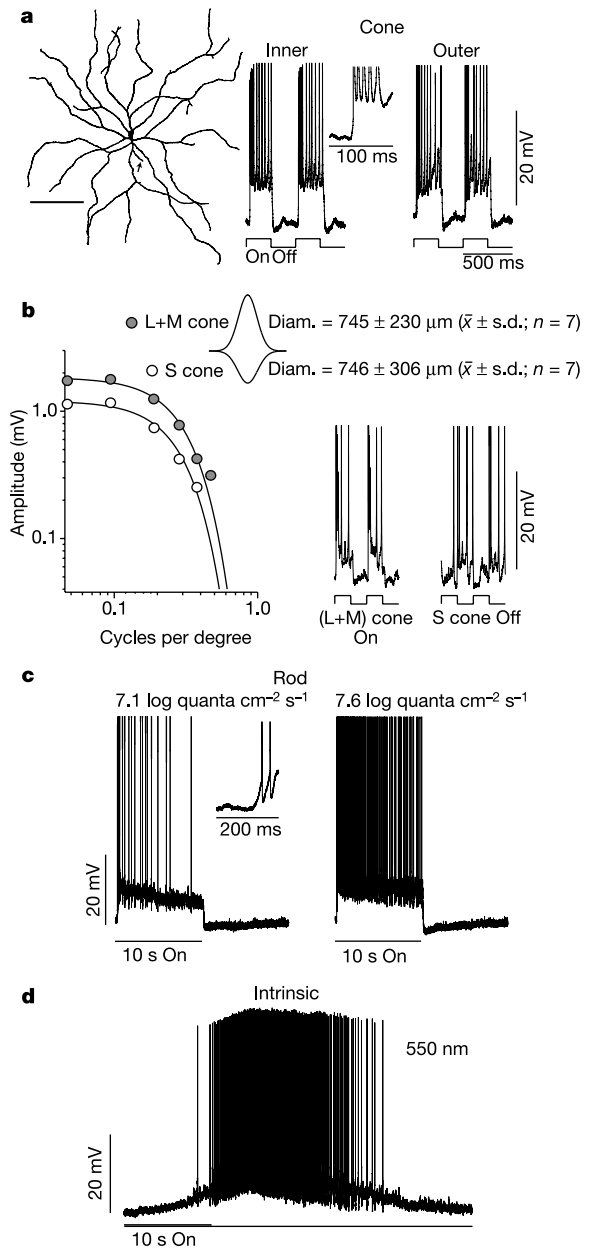 a
Cone
Inner
Outer
100 ms
20 mV
On Off
500 ms
b
L+M cone
Diam. = 745 ± 230 μm (x̄ ± s.d.; n = 7)
S cone
Diam. = 746 ± 306 μm (x̄ ± s.d.; n = 7)
Amplitude (mV)
1.0
0.1
0.1
1.0
Cycles per degree
20 mV
(L+M) cone
On
S cone Off
c
Rod
7.1 log quanta cm⁻² s⁻¹
7.6 log quanta cm⁻² s⁻¹
200 ms
20 mV
10 s On
10 s On
d
Intrinsic
550 nm
20 mV
10 s On